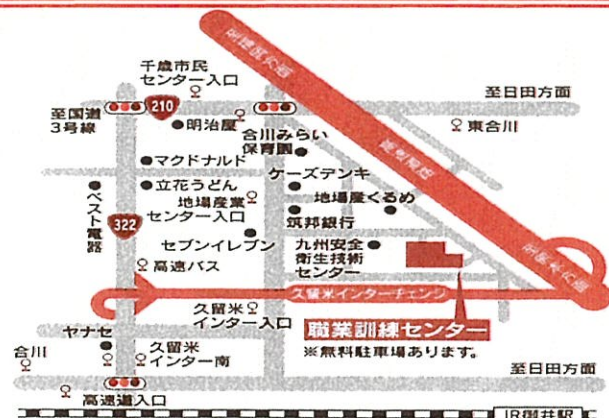 千歳市民
センター入口
至国道
3号線
210
明治屋
合川みらい
保育園
至日田方面
東合川
マクドナルド
ケーズデンキ
立花うどん
地場産業
センター入口
地場産くるめ
ベスト電器
322
筑邦銀行
セブンイレブン
九州安全
衛生技術
センター
高速バス
久留米インターチェンジ
久留米
インター入口
職業訓練センター
※無料駐車場あります。
ヤナセ
合川
久留米
インター南
至日田方面
高速道入口
JR御井駅